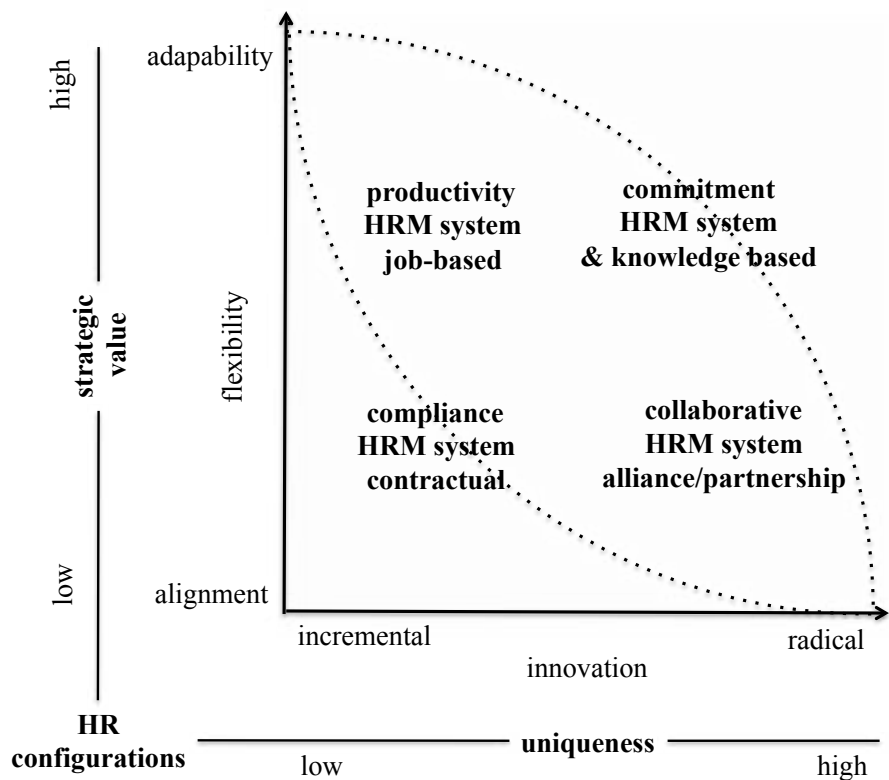 high
adapability
productivity
HRM system
job-based
commitment
HRM system
& knowledge based
strategic
value
flexibility
compliance
HRM system
contractual
collaborative
HRM system
alliance/partnership
low
alignment
incremental
radical
innovation
HR
configurations
uniqueness
low
high